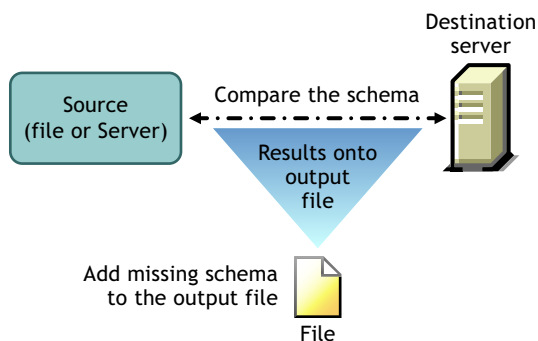 Destination
server
Source
(file or Server)
Compare the schema
Results onto
output
file
Add missing schema
to the output file
File